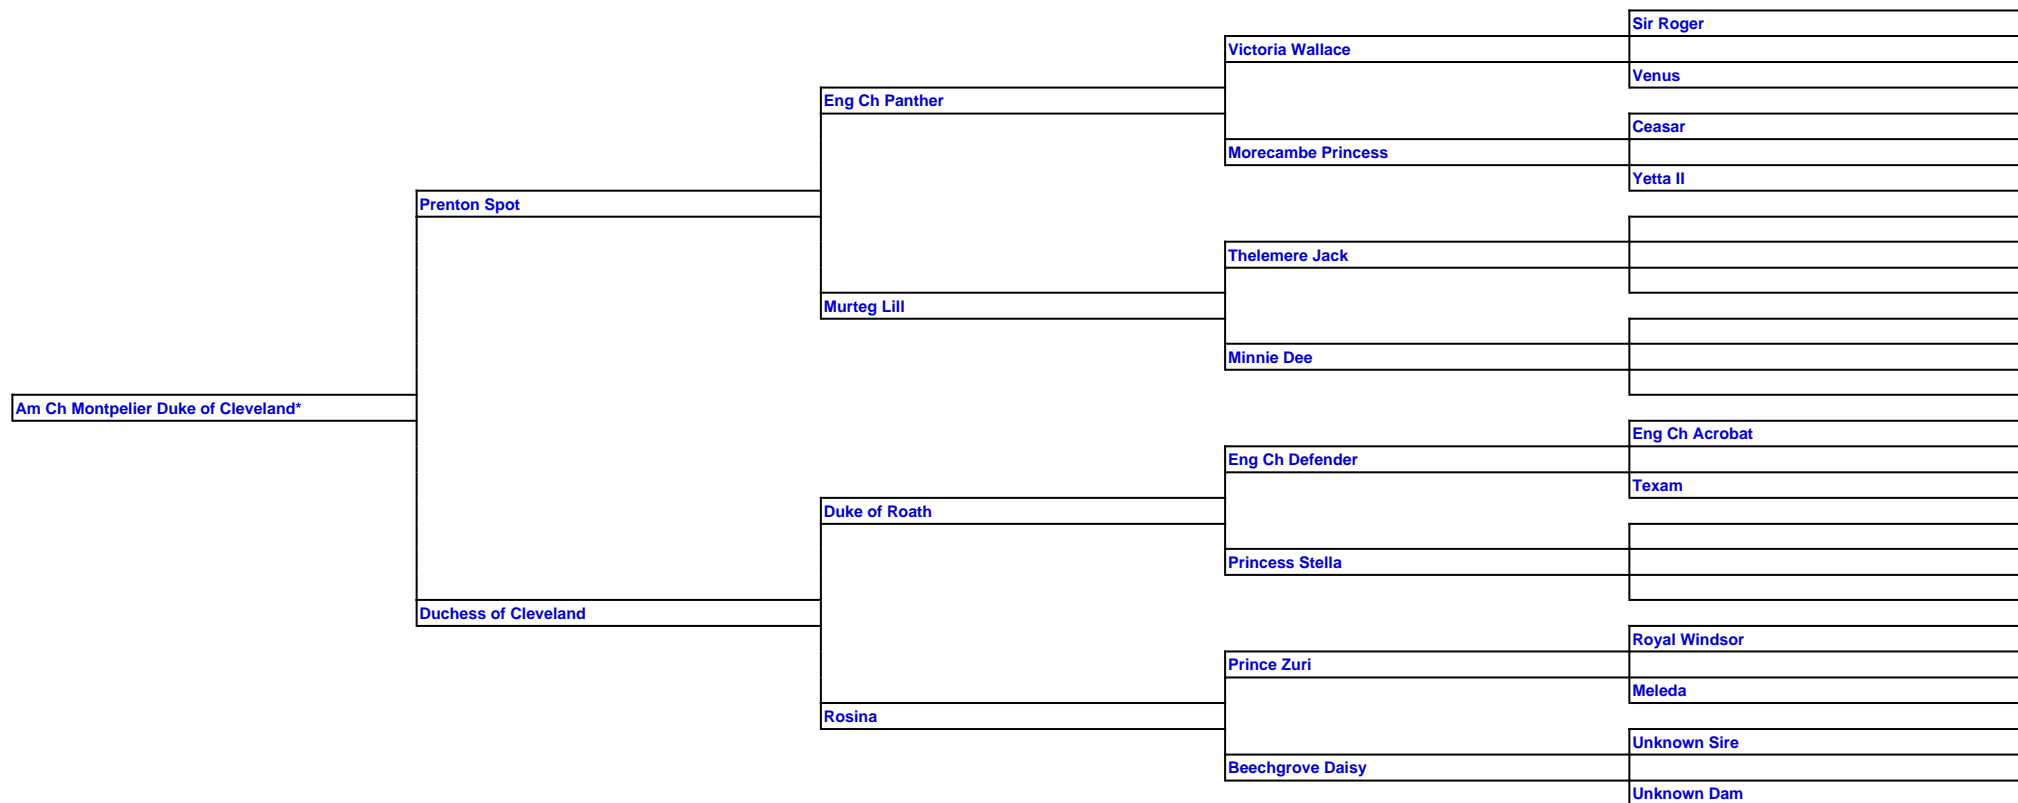 Sir Roger
Victoria Wallace
Venus
Eng Ch Panther
Ceasar
Morecambe Princess
Yetta II
Prenton Spot
Thelemere Jack
Murteg Lill
Minnie Dee
Am Ch Montpelier Duke of Cleveland*
Eng Ch Acrobat
Eng Ch Defender
Texam
Duke of Roath
Princess Stella
Duchess of Cleveland
Royal Windsor
Prince Zuri
Meleda
Rosina
Unknown Sire
Beechgrove Daisy
Unknown Dam